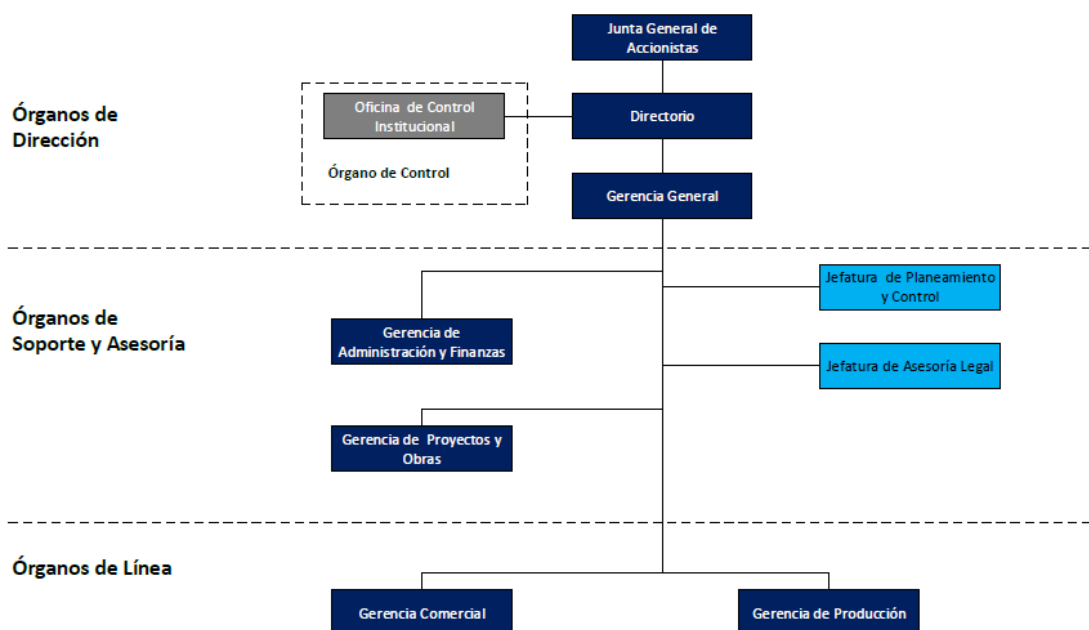 Junta General de
Accionistas
Órganos de
Dirección
Oficina de Control
Institucional
Directorio
Órgano de Control
Gerencia General
Órganos de
Soporte y Asesoría
Jefatura de Planeamiento
y Control
Gerencia de
Administración y Finanzas
Jefatura de Asesoría Legal
Gerencia de Proyectos y
Obras
Órganos de Línea
Gerencia Comercial
Gerencia de Producción